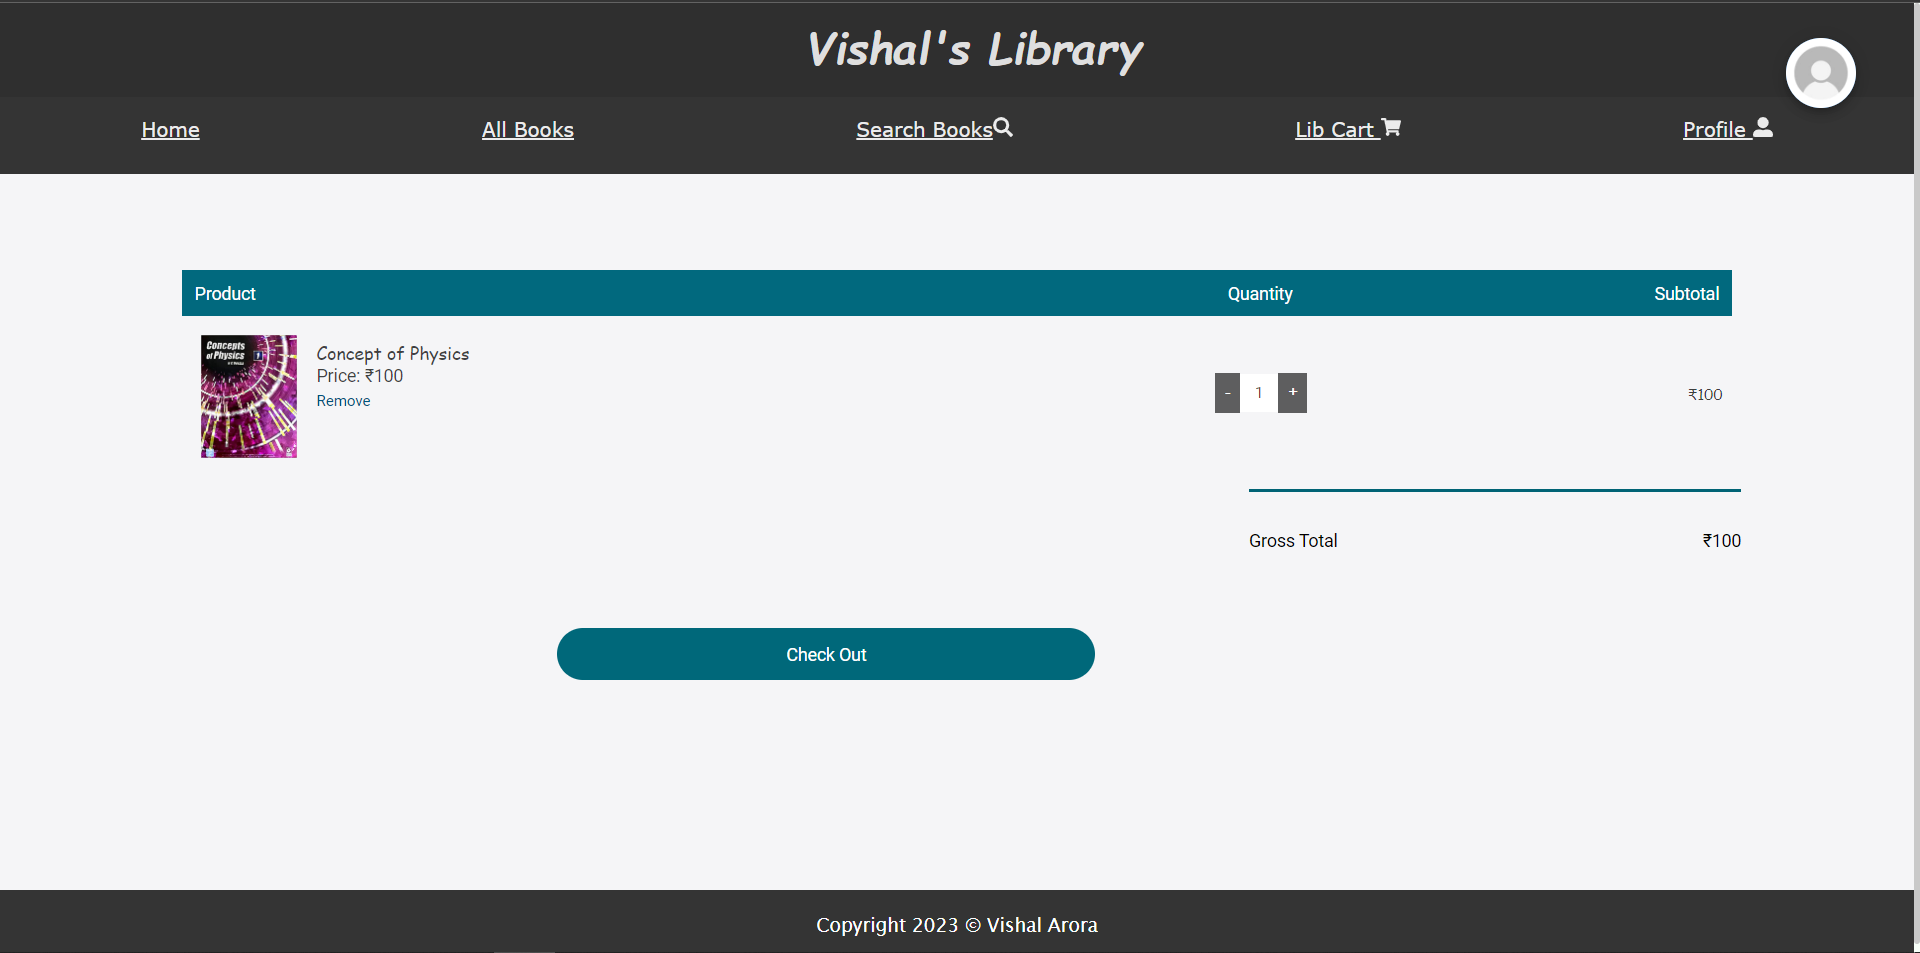 Vishal's Library
Home
All Books
Search Books
Lib Cart
Profile
Product
Quantity
Subtotal
Concepts
of Physics 1
Concept of Physics
Price: ₹100
Remove
-
1
+
₹100
Gross Total
₹100
Check Out
Copyright 2023 © Vishal Arora